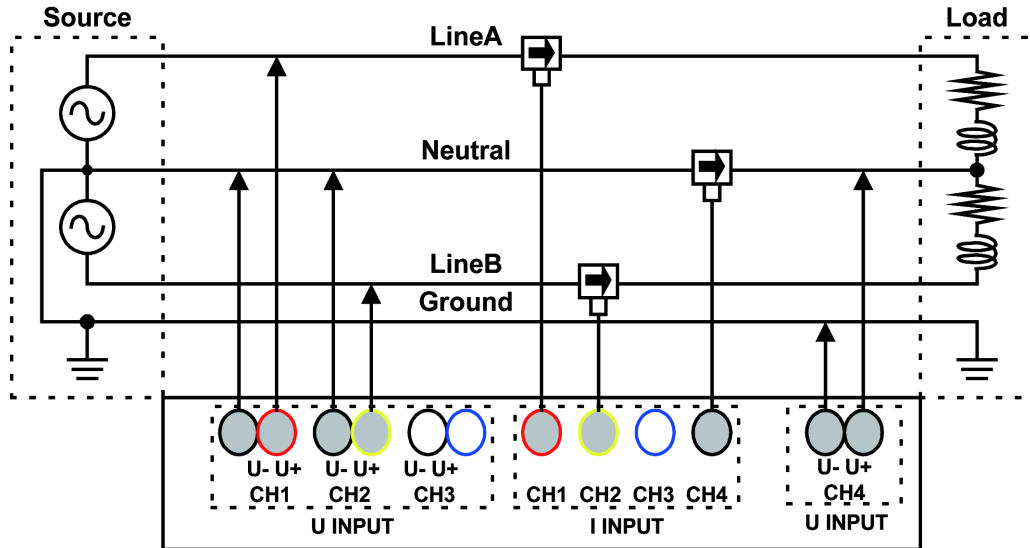 Source
Load
LineA
Neutral
LineB
Ground
U- U+
U- U+
U- U+
U- U+
CH1
CH2
CH3
CH1
CH2
CH3
CH4
CH4
U INPUT
I INPUT
U INPUT